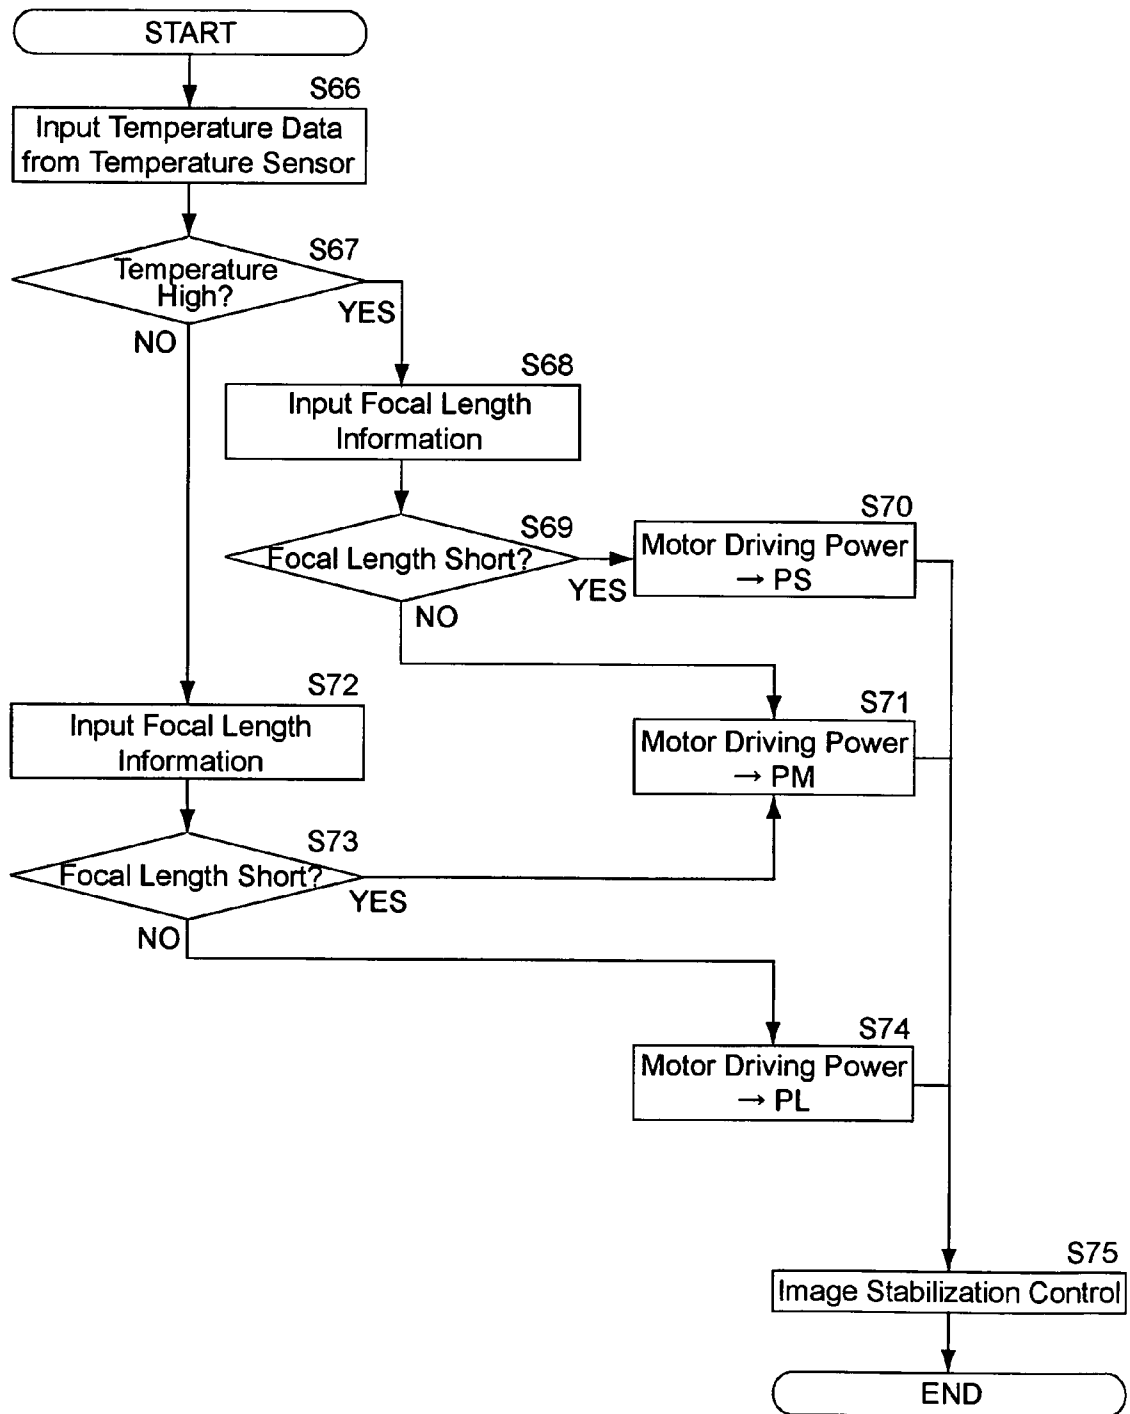 START
S66
Input Temperature Data
from Temperature Sensor
S67
Temperature
High?
YES
NO
S68
Input Focal Length
Information
S69
Focal Length Short?
YES
NO
S70
Motor Driving Power
→ PS
S71
Motor Driving Power
→ PM
S72
Input Focal Length
Information
S73
Focal Length Short?
YES
NO
S74
Motor Driving Power
→ PL
S75
Image Stabilization Control
END